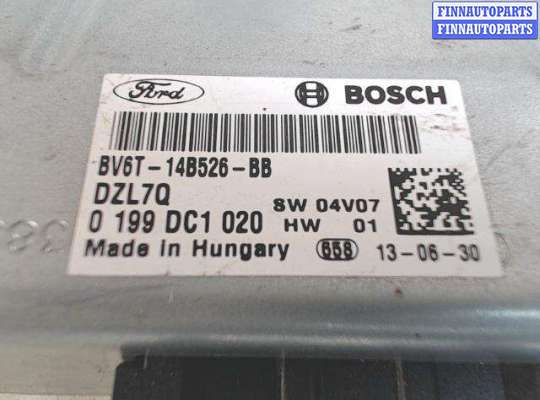 FINNAUTOPARTS
FINNAUTOPARTS
Ford
BOSCH
BV6T-14B526-BB
DZL7Q
SW 04V07
0 199 DC1 020
HW 01
Made in Hungary
658
13-06-30